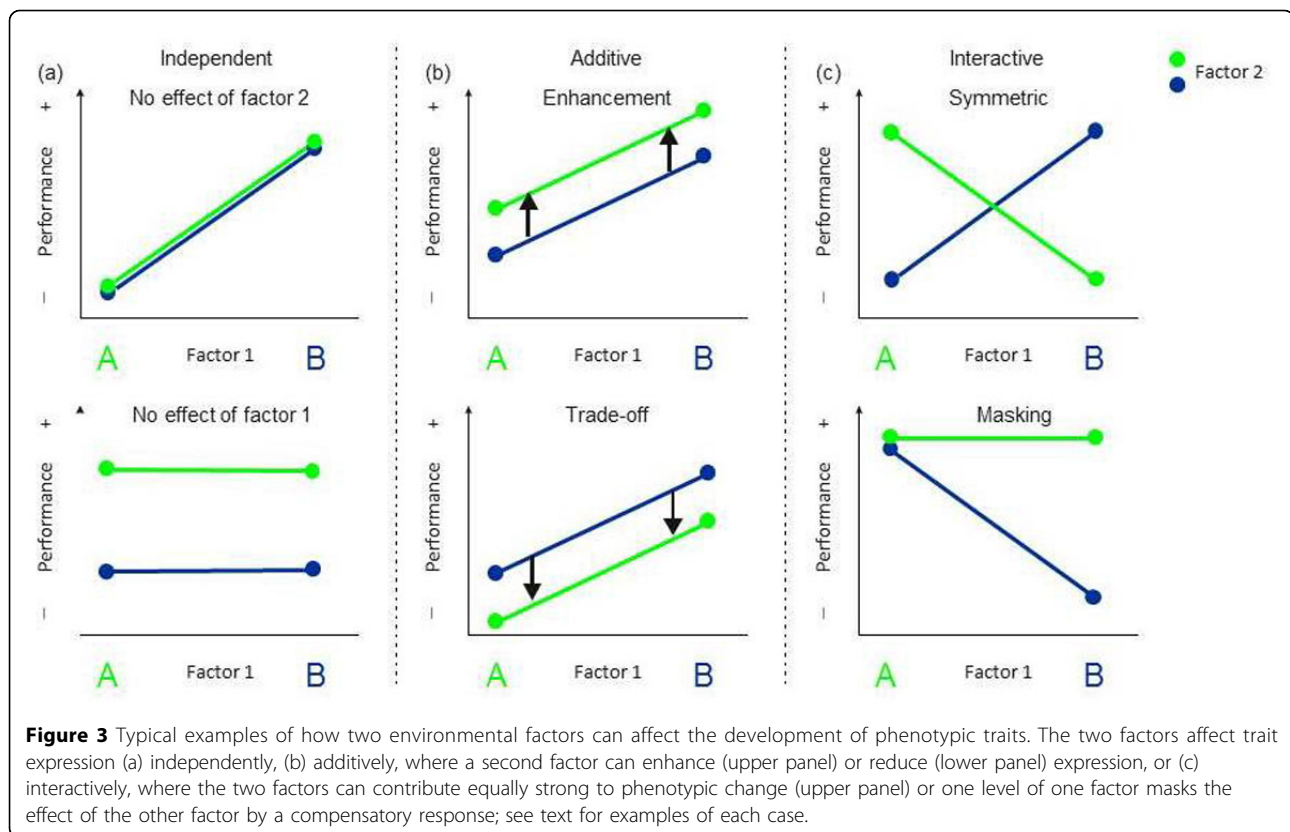 Independent
Additive
Interactive
Factor 2
(a)
No effect of factor 2
+
Performance
–
A Factor 1 B
No effect of factor 1
+
Performance
–
A Factor 1 B
(b)
Enhancement
+
Performance
–
A Factor 1 B
Trade-off
+
Performance
–
A Factor 1 B
(c)
Symmetric
+
Performance
–
A Factor 1 B
Masking
+
Performance
–
A Factor 1 B
Figure 3 Typical examples of how two environmental factors can affect the development of phenotypic traits. The two factors affect trait
expression (a) independently, (b) additively, where a second factor can enhance (upper panel) or reduce (lower panel) expression, or (c)
interactively, where the two factors can contribute equally strong to phenotypic change (upper panel) or one level of one factor masks the
effect of the other factor by a compensatory response; see text for examples of each case.